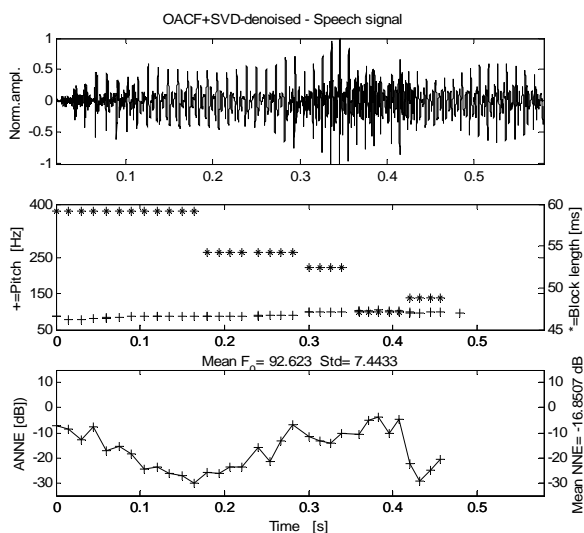 OACF+SVD-denoised - Speech signal
Norm.ampl.
1
0.5
0
-0.5
-1
0.1 0.2 0.3 0.4 0.5
+=Pitch [Hz]
400
250
150
50
*=Block length [ms]
60
55
50
45
0 0.1 0.2 0.3 0.4 0.5
Mean Fo= 92.623 Std= 7.4433
ANNE [dB])
10
0
-10
-20
-30
10
0
-10
-20
-30
Mean NNE= -16.8507 dB
0 0.1 0.2 0.3 0.4 0.5
Time [s]